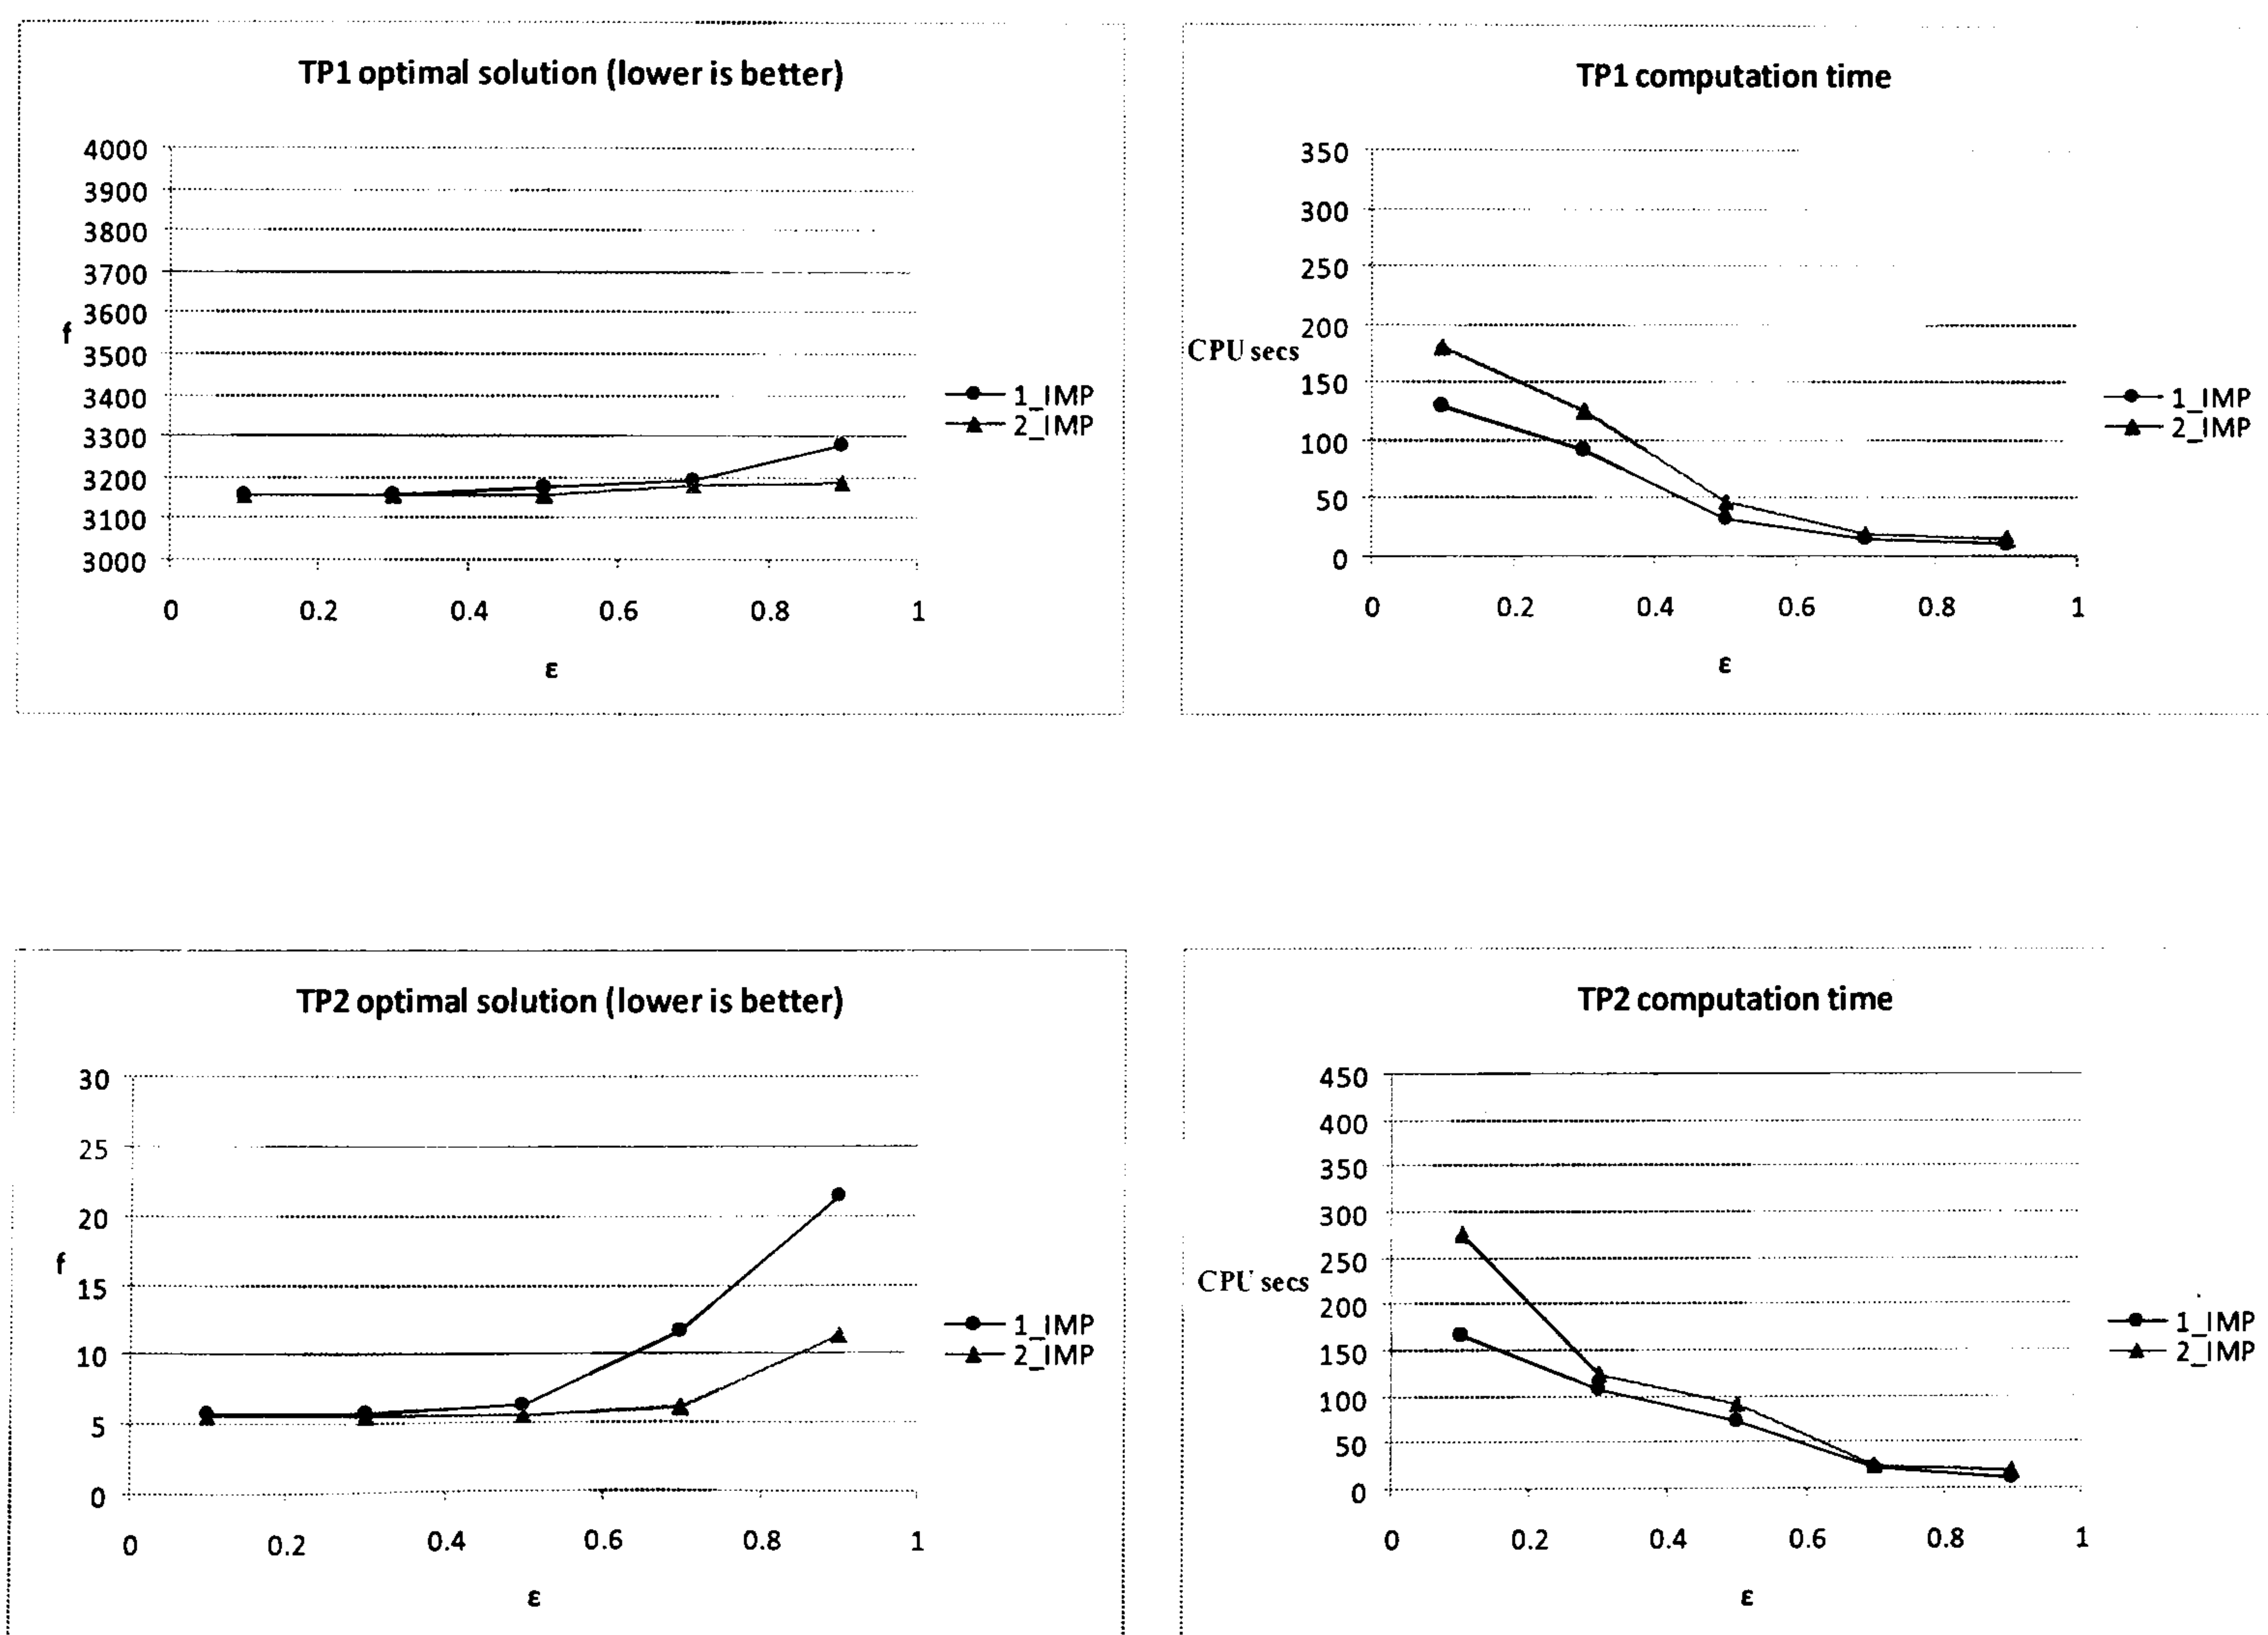 TP1 optimal solution (lower is better)
4000
3900
3800
3700
3600
f
3500
3400
3300
3200
3100
3000
0 0.2 0.4 0.6 0.8 1
ε
1_IMP
2_IMP
TP1 computation time
350
300
250
200
CPU secs
150
100
50
0
0 0.2 0.4 0.6 0.8 1
ε
1_IMP
2_IMP
TP2 optimal solution (lower is better)
30
25
20
f
15
10
5
0
0 0.2 0.4 0.6 0.8 1
ε
1_IMP
2_IMP
TP2 computation time
450
400
350
300
250
CPU secs
200
150
100
50
0
0 0.2 0.4 0.6 0.8 1
ε
1_IMP
2_IMP